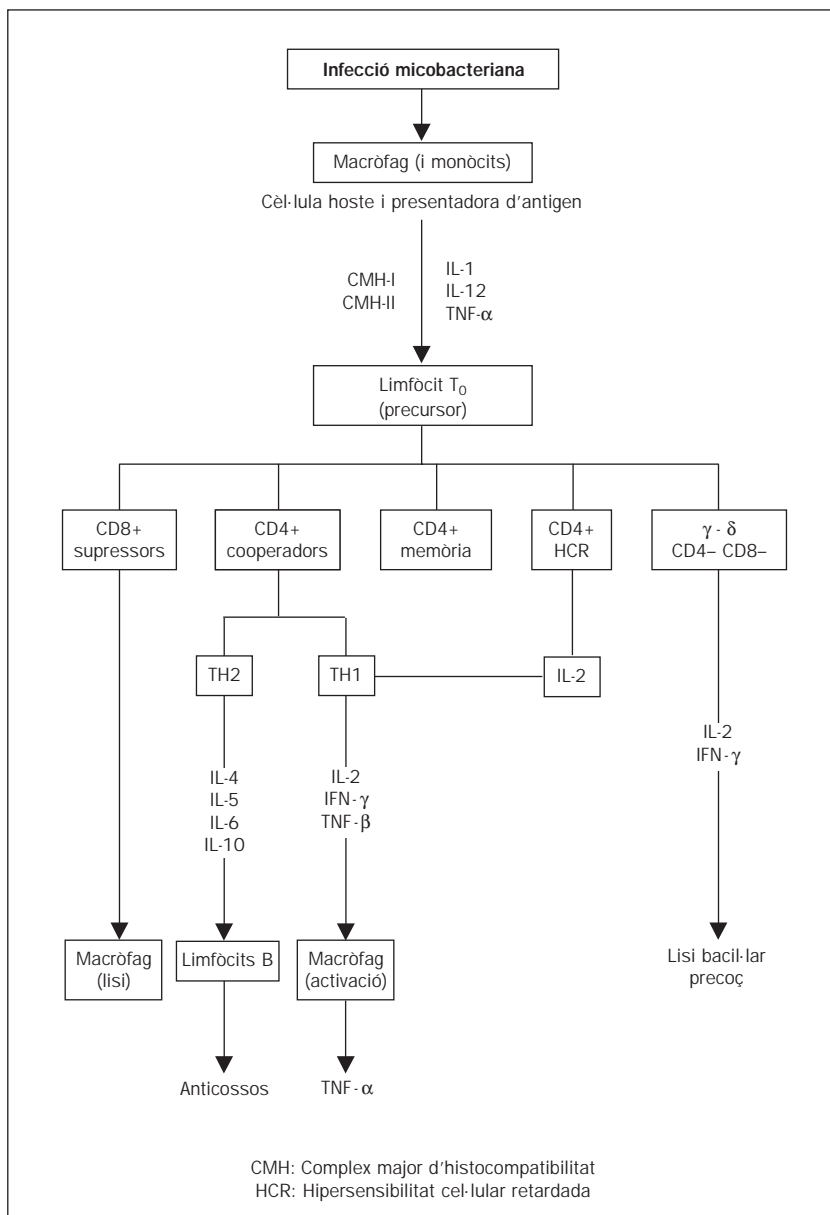 Infecció micobacteriana
Macròfag (i monòcits)
Cèl·lula hoste i presentadora d'antigen
CMH-I
CMH-II
IL-1
IL-12
TNF-α
Limfòcit T₀
(precursor)
CD8+
supressors
CD4+
cooperadors
CD4+
memòria
CD4+
HCR
γ - δ
CD4– CD8–
TH2
TH1
IL-2
IL-4
IL-5
IL-6
IL-10
IL-2
IFN-γ
TNF-β
IL-2
IFN-γ
Macròfag
(lisi)
Limfòcits B
Macròfag
(activació)
Lisi bacil·lar
precoç
Anticossos
TNF-α
CMH: Complex major d'histocompatibilitat
HCR: Hipersensibilitat cel·lular retardada